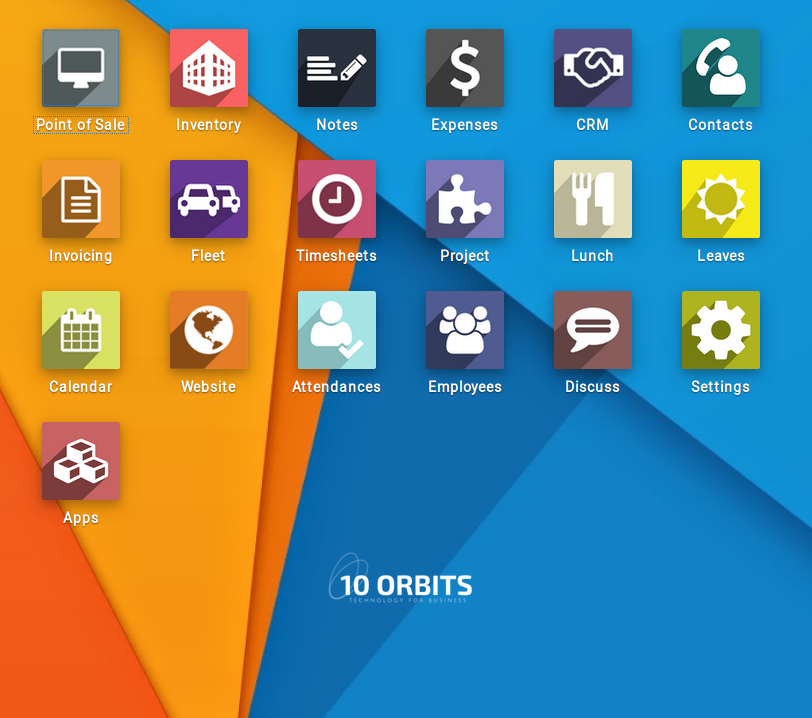 Point of Sale
Inventory
Notes
Expenses
CRM
Contacts
Invoicing
Fleet
Timesheets
Project
Lunch
Leaves
Calendar
Website
Attendances
Employees
Discuss
Settings
Apps
10 ORBITS
TECHNOLOGY FOR BUSINESS